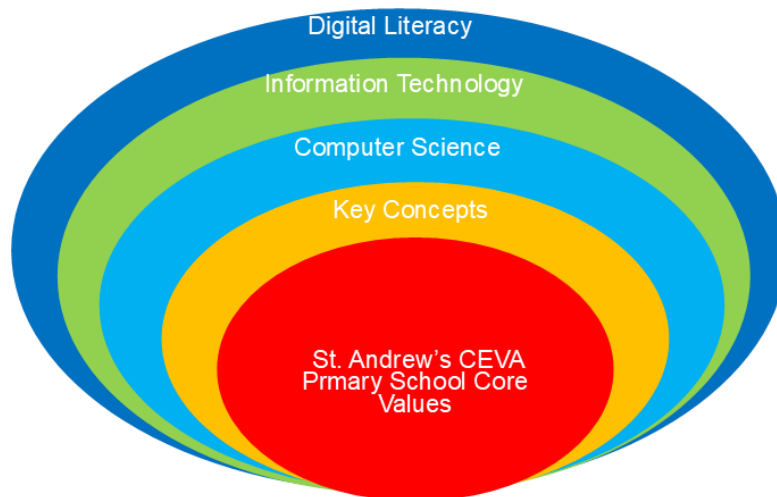 Digital Literacy
Information Technology
Computer Science
Key Concepts
St. Andrew’s CEVA
Prmary School Core
Values